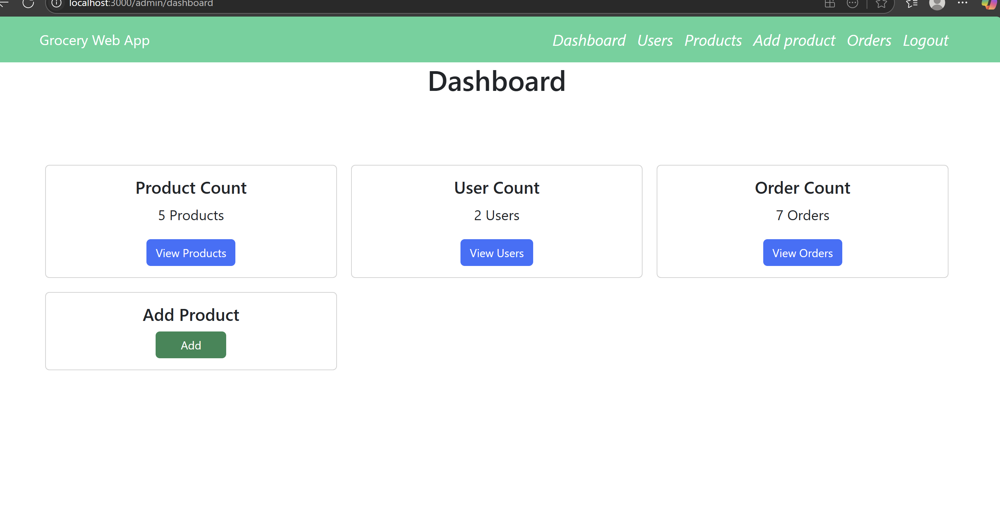 localhost:3000/admin/dashboard
Grocery Web App
Dashboard Users Products Add product Orders Logout
Dashboard
Product Count
5 Products
View Products
User Count
2 Users
View Users
Order Count
7 Orders
View Orders
Add Product
Add